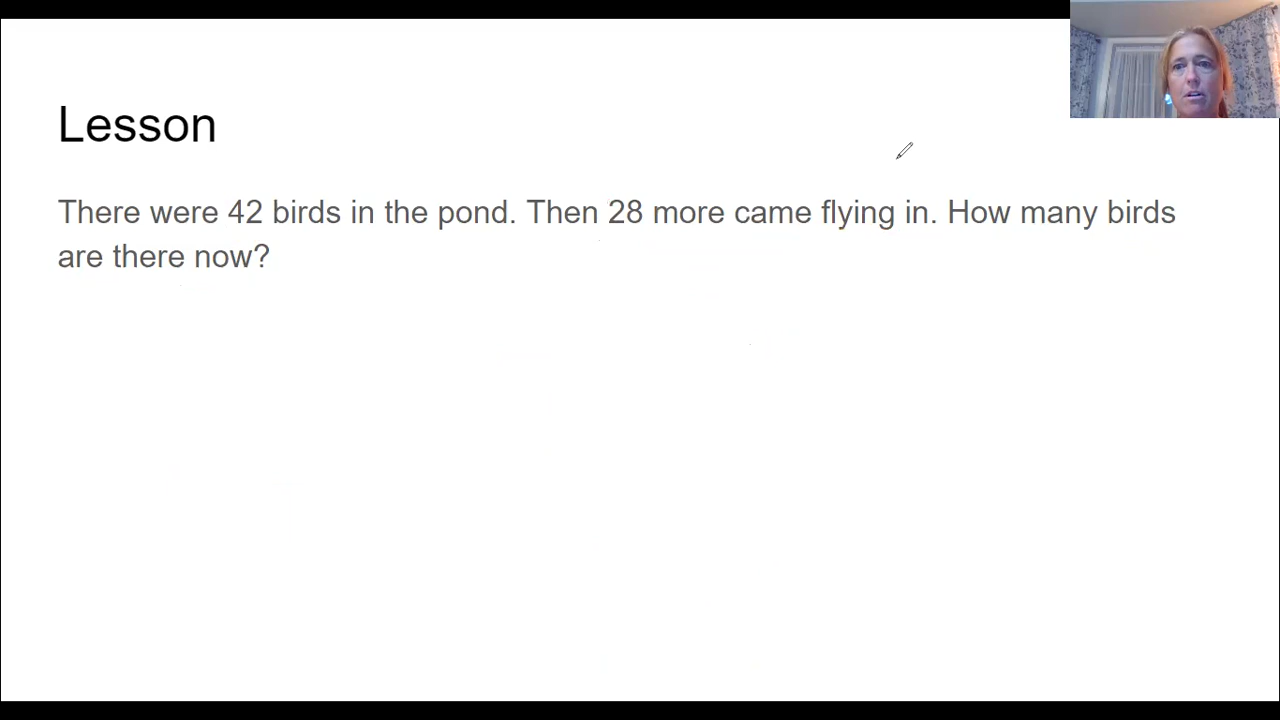 Lesson
There were 42 birds in the pond. Then 28 more came flying in. How many birds
are there now?